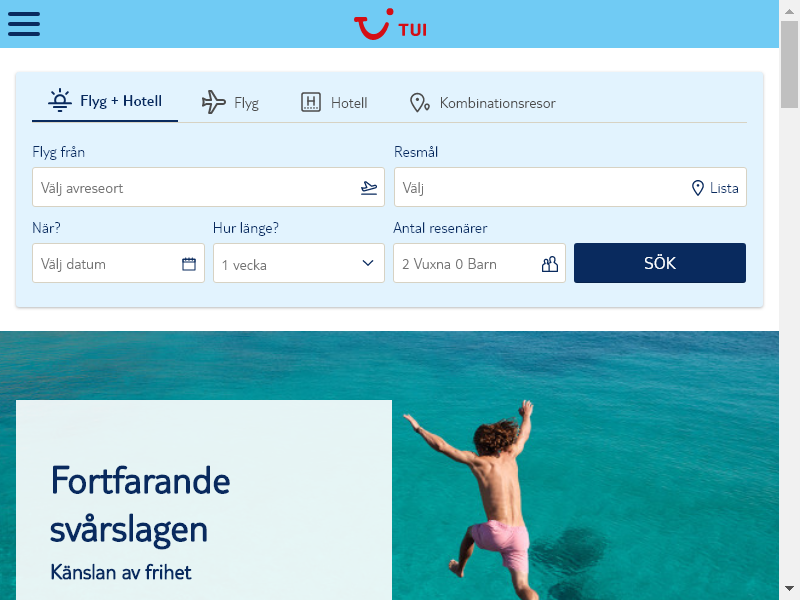 TUI
Flyg + Hotell
Flyg
H Hotell
Kombinationsresor
Flyg från
Resmål
Välj avreseort
Välj
Lista
När?
Hur länge?
Antal resenärer
Välj datum
1 vecka
2 Vuxna 0 Barn
SÖK
Fortfarande
svårslagen
Känslan av frihet